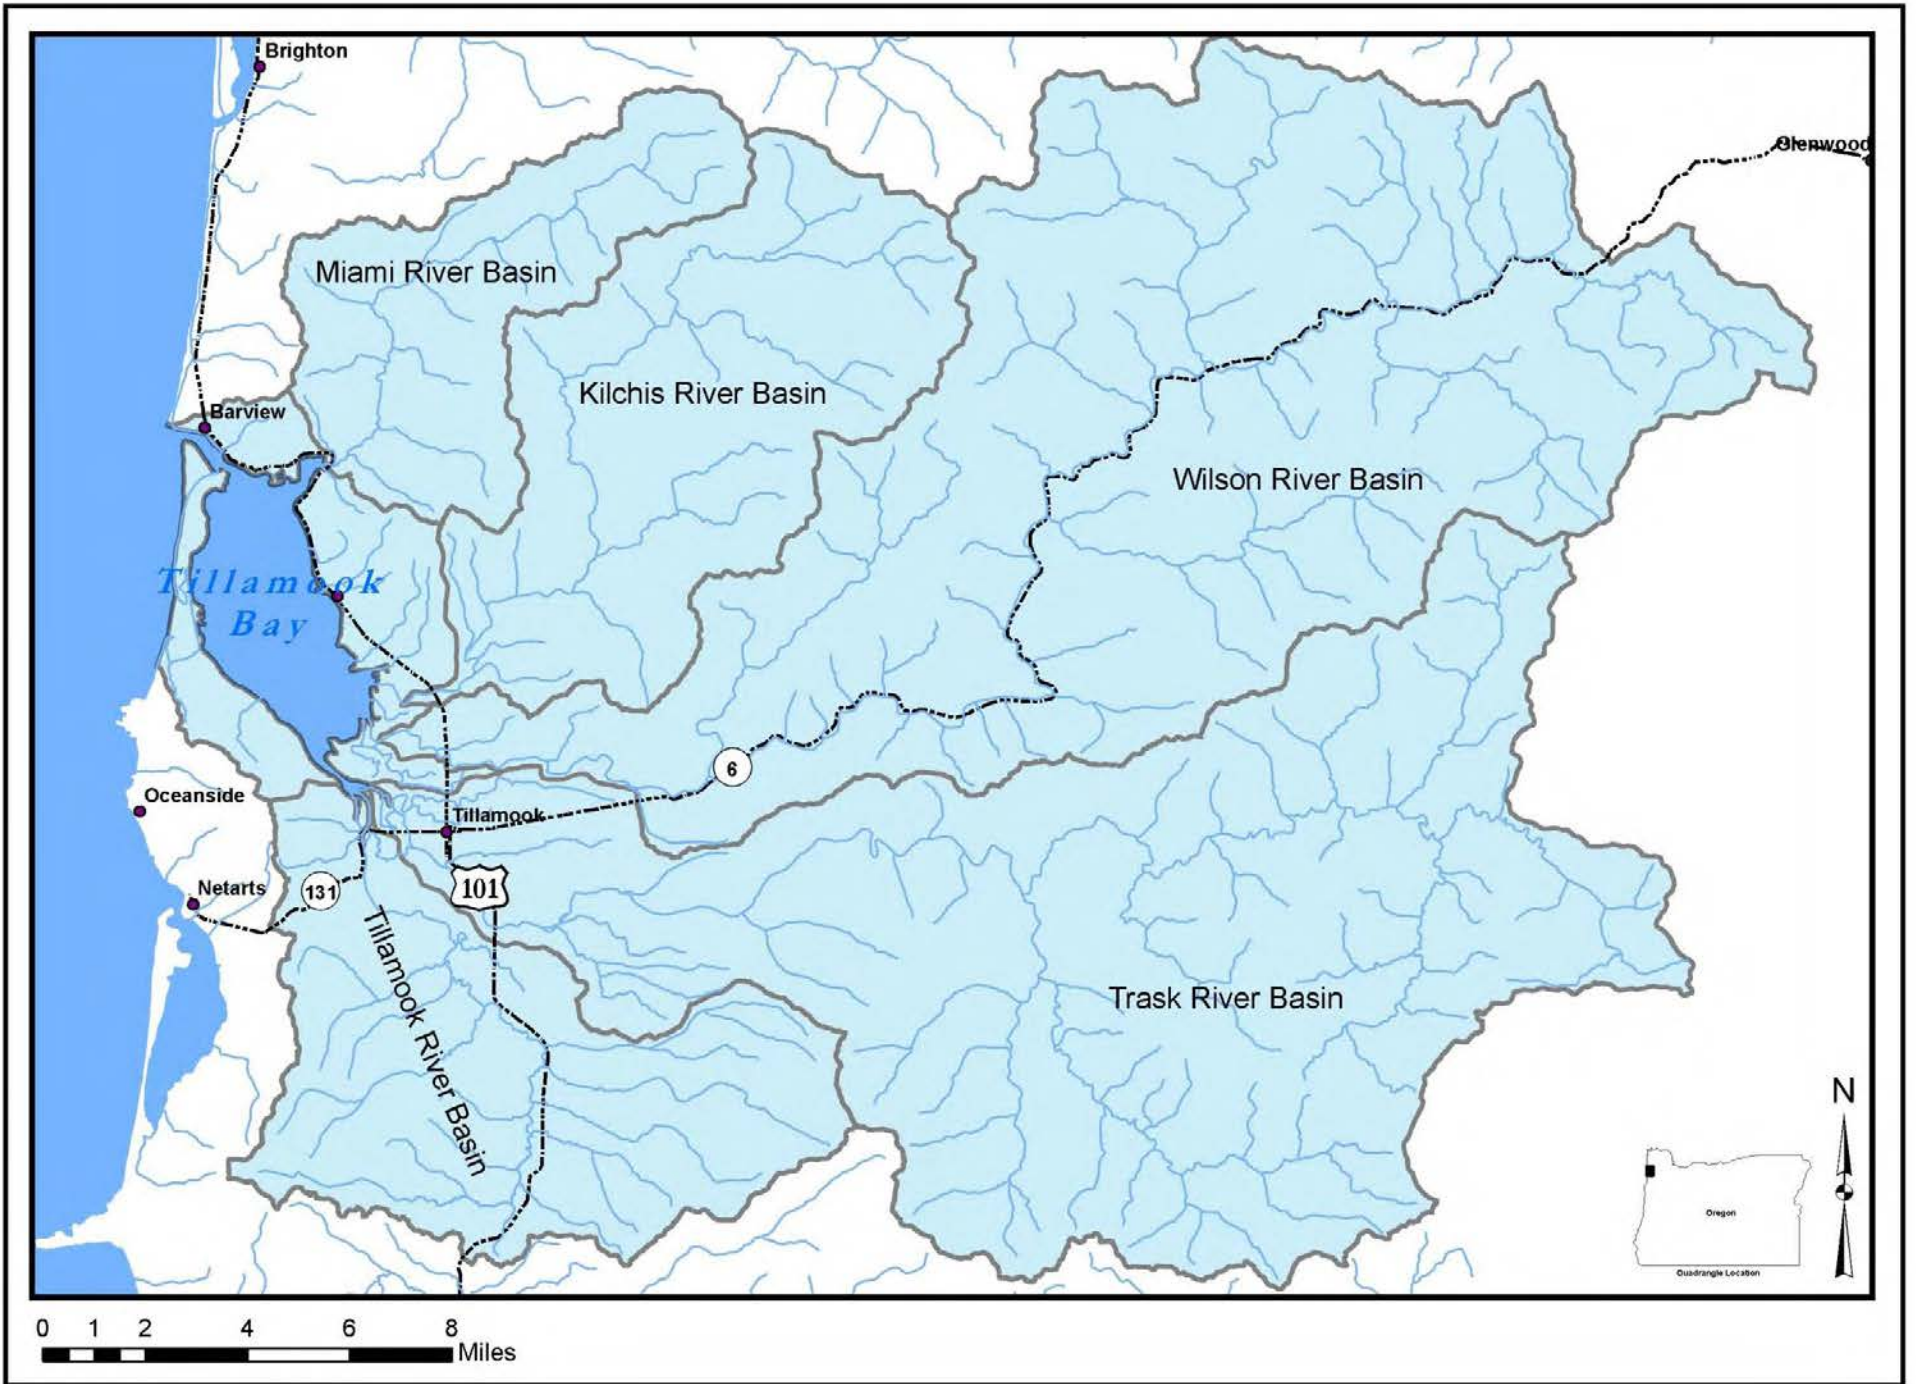 Brighton
Glenwood
Miami River Basin
Kilchis River Basin
Barview
Wilson River Basin
Tillamook
Bay
6
Oceanside
Tillamook
Netarts
131
101
Tillamook River Basin
Trask River Basin
N
Oregon
Quadrangle Location
0 1 2 4 6 8
Miles